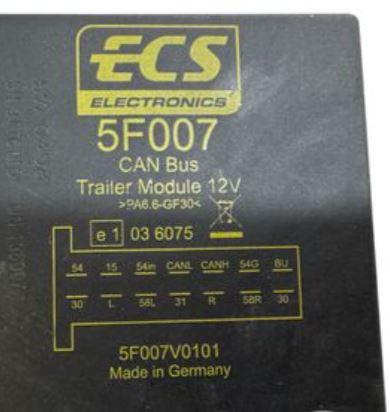 ECS
ELECTRONICS
5F007
CAN Bus
Trailer Module 12V
>PA6.6-GF30<
e 1 03 6075
54 15 54in CANL CANH 54G BU
30 L 58L 31 R 58R 30
5F007V0101
Made in Germany